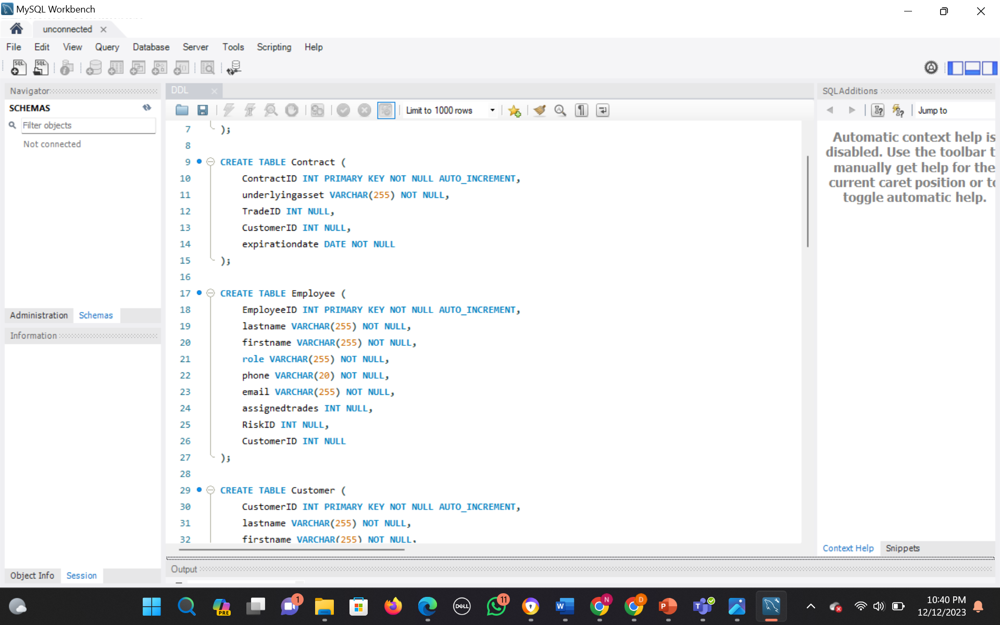 MySQL Workbench
unconnected
File Edit View Query Database Server Tools Scripting Help
Navigator
SCHEMAS
Filter objects
Not connected
Administration Schemas
Information
Object Info Session
DDL
Limit to 1000 rows
7 );
8
9 CREATE TABLE Contract (
10 ContractID INT PRIMARY KEY NOT NULL AUTO_INCREMENT,
11 underlyingasset VARCHAR(255) NOT NULL,
12 TradeID INT NULL,
13 CustomerID INT NULL,
14 expirationdate DATE NOT NULL
15 );
16
17 CREATE TABLE Employee (
18 EmployeeID INT PRIMARY KEY NOT NULL AUTO_INCREMENT,
19 lastname VARCHAR(255) NOT NULL,
20 firstname VARCHAR(255) NOT NULL,
21 role VARCHAR(255) NOT NULL,
22 phone VARCHAR(20) NOT NULL,
23 email VARCHAR(255) NOT NULL,
24 assignedtrades INT NULL,
25 RiskID INT NULL,
26 CustomerID INT NULL
27 );
28
29 CREATE TABLE Customer (
30 CustomerID INT PRIMARY KEY NOT NULL AUTO_INCREMENT,
31 lastname VARCHAR(255) NOT NULL,
32 firstname VARCHAR(255) NOT NULL,
Output
SQLAdditions
Jump to
Automatic context help is
disabled. Use the toolbar t
manually get help for the
current caret position or to
toggle automatic help.
Context Help Snippets
PRE
1
DELL
11
W
N
D
P
T
10:40 PM
12/12/2023